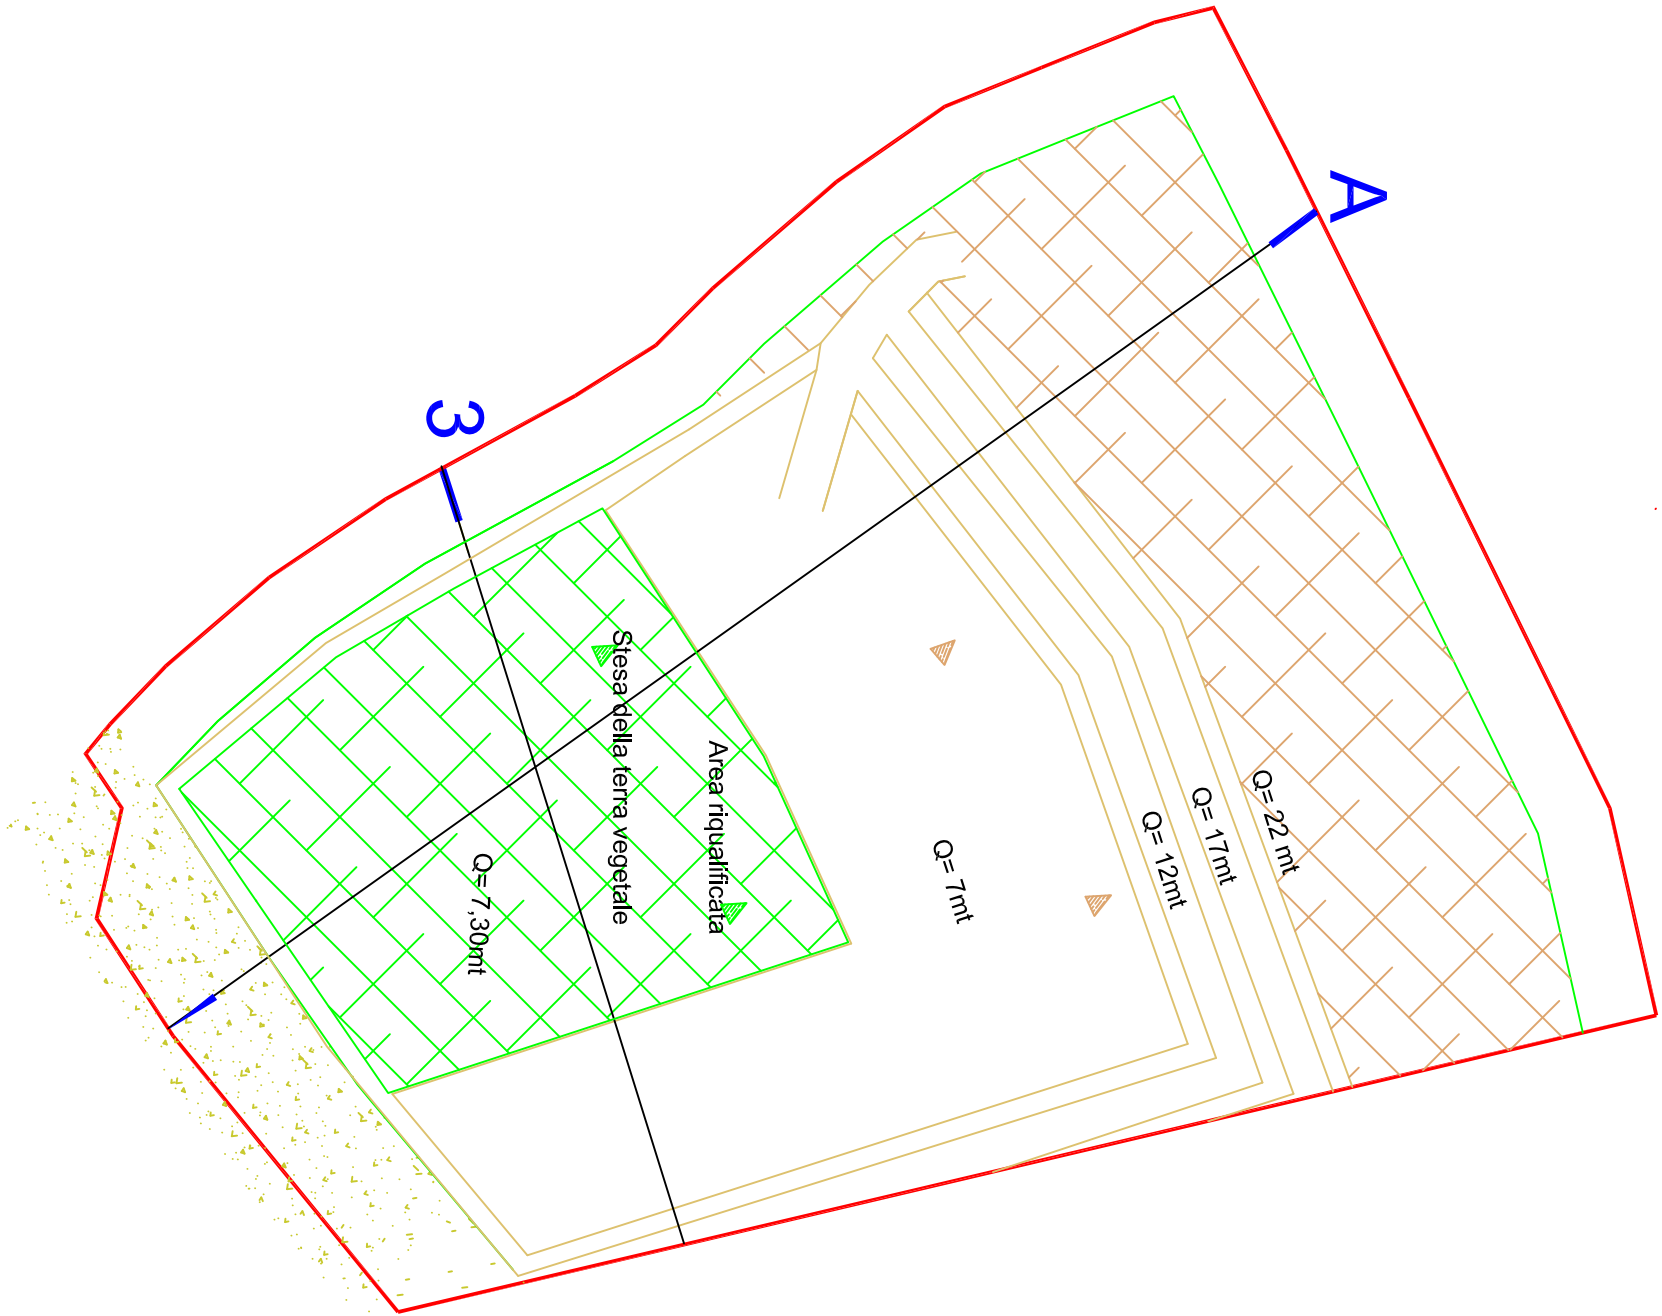 A
3
Stesa della terra vegetale
Area riqualificata
Q= 7,30mt
Q= 7mt
Q= 12mt
Q= 17mt
Q= 22 mt